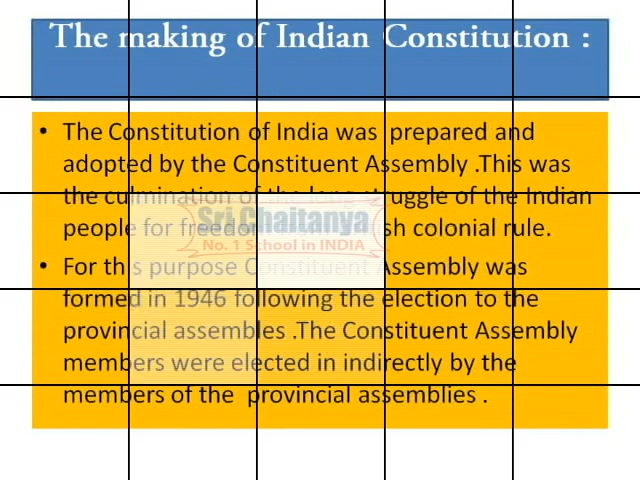 The making of Indian Constitution :
• The Constitution of India was prepared and
adopted by the Constituent Assembly .This was
the culmination of the long struggle of the Indian
people for freedom sh colonial rule.
Sri Chaitanya
No. 1 School in INDIA
• For this purpose Constituent Assembly was
formed in 1946 following the election to the
provincial assembles .The Constituent Assembly
members were elected in indirectly by the
members of the provincial assemblies .